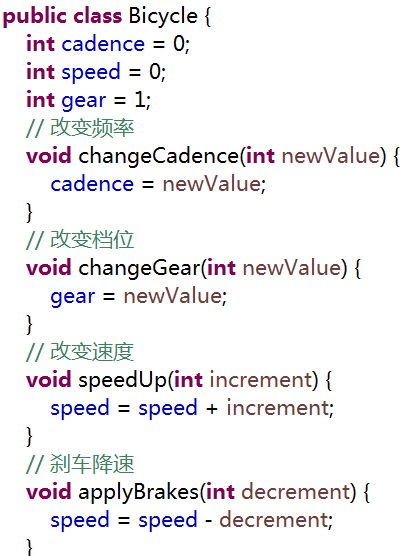 public class Bicycle {
int cadence = 0;
int speed = 0;
int gear = 1;
// 改变频率
void changeCadence(int newValue) {
cadence = newValue;
}
// 改变档位
void changeGear(int newValue) {
gear = newValue;
}
// 改变速度
void speedUp(int increment) {
speed = speed + increment;
}
// 刹车降速
void applyBrakes(int decrement) {
speed = speed - decrement;
}